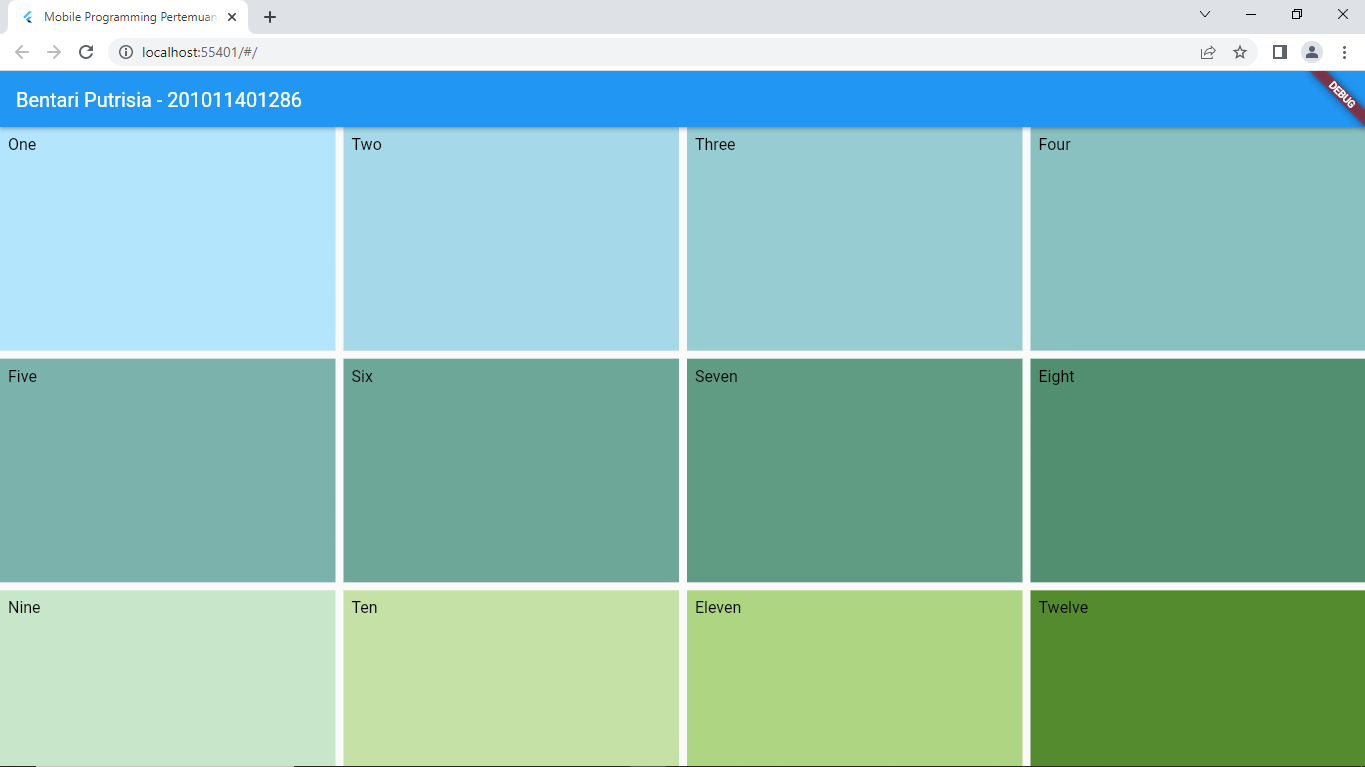 Mobile Programming Pertemuan
localhost:55401/#/
Bentari Putrisia - 201011401286
DEBUG
One
Two
Three
Four
Five
Six
Seven
Eight
Nine
Ten
Eleven
Twelve